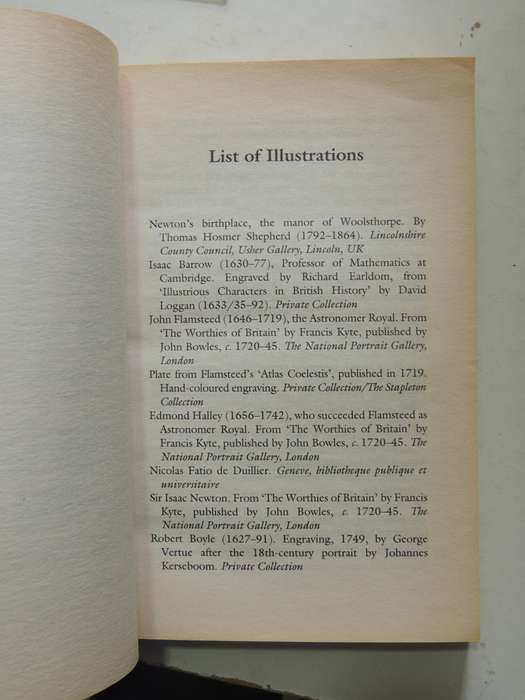 List of Illustrations
Newton's birthplace, the manor of Woolsthorpe. By
Thomas Hosmer Shepherd (1792–1864). Lincolnshire
County Council, Usher Gallery, Lincoln, UK
Isaac Barrow (1630–77), Professor of Mathematics at
Cambridge. Engraved by Richard Earldom, from
'Illustrious Characters in British History' by David
Loggan (1633/35–92). Private Collection
John Flamsteed (1646–1719), the Astronomer Royal. From
'The Worthies of Britain' by Francis Kyte, published by
John Bowles, c. 1720–45. The National Portrait Gallery,
London
Plate from Flamsteed's 'Atlas Coelestis', published in 1719.
Hand-coloured engraving. Private Collection/The Stapleton
Collection
Edmond Halley (1656–1742), who succeeded Flamsteed as
Astronomer Royal. From 'The Worthies of Britain' by
Francis Kyte, published by John Bowles, c. 1720–45. The
National Portrait Gallery, London
Nicolas Fatio de Duillier. Geneve, bibliotheque publique et
universitaire
Sir Isaac Newton. From 'The Worthies of Britain' by Francis
Kyte, published by John Bowles, c. 1720–45. The
National Portrait Gallery, London
Robert Boyle (1627–91). Engraving, 1749, by George
Vertue after the 18th-century portrait by Johannes
Kerseboom. Private Collection